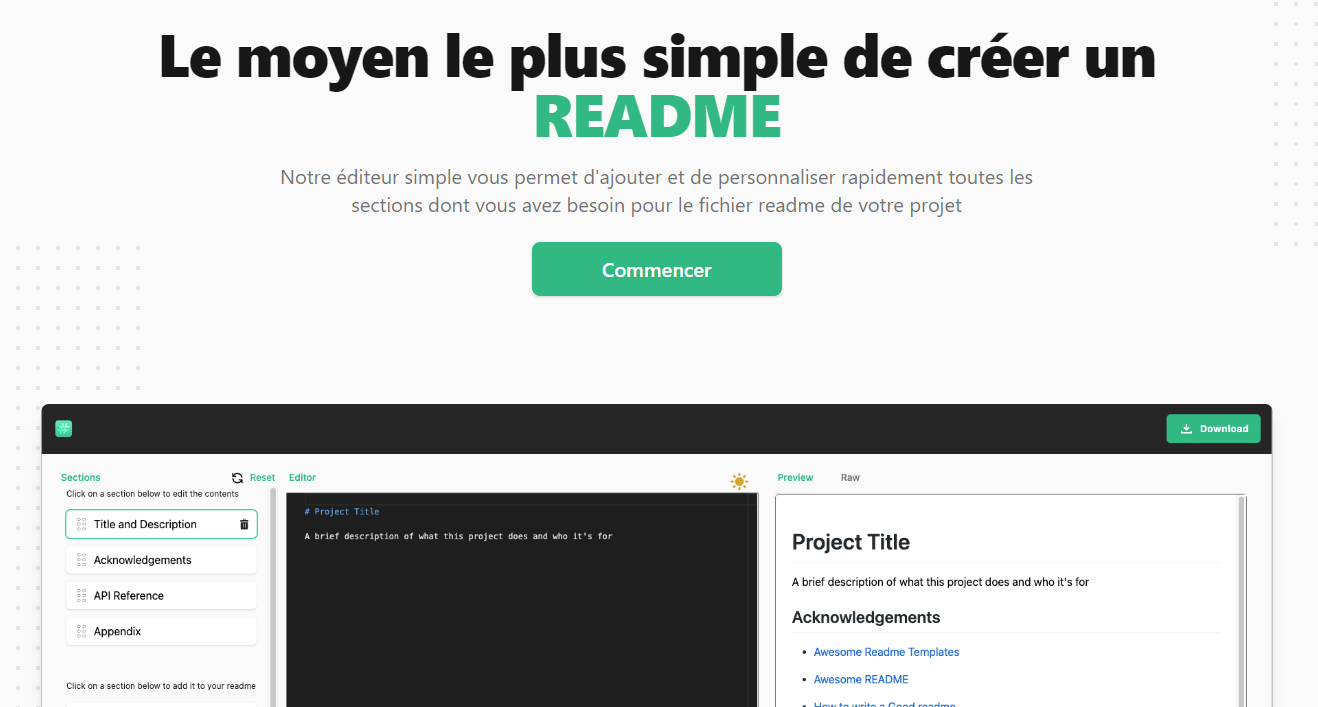 Le moyen le plus simple de créer un
README
Notre éditeur simple vous permet d'ajouter et de personnaliser rapidement toutes les
sections dont vous avez besoin pour le fichier readme de votre projet
Commencer
#
Download
Sections
Reset
Click on a section below to edit the contents
Title and Description
Acknowledgements
API Reference
Appendix
Click on a section below to add it to your readme
Editor
# Project Title
A brief description of what this project does and who it's for
Preview
Raw
Project Title
A brief description of what this project does and who it's for
Acknowledgements
• Awesome Readme Templates
• Awesome README
• How to write a Good readme